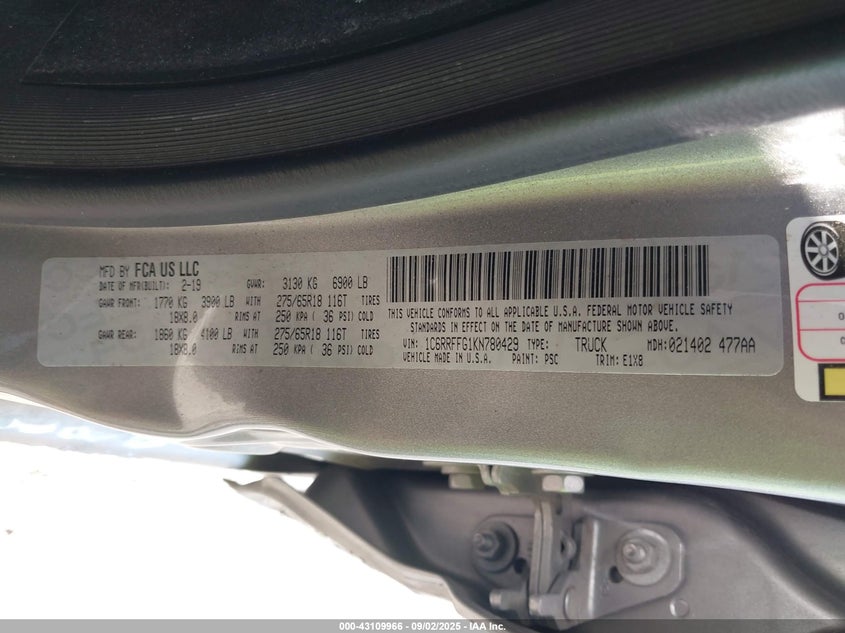 MFD BY FCA US LLC
DATE OF MFR(BUILT): 2-19 GVWR: 3130 KG 6900 LB
GAWR FRONT: 1770 KG 3900 LB WITH 275/65R18 116T TIRES
18X8.0 RIMS AT 250 KPA ( 36 PSI) COLD
GAWR REAR: 1860 KG 4100 LB WITH 275/65R18 116T TIRES
18X8.0 RIMS AT 250 KPA ( 36 PSI) COLD
THIS VEHICLE CONFORMS TO ALL APPLICABLE U.S.A. FEDERAL MOTOR VEHICLE SAFETY
STANDARDS IN EFFECT ON THE DATE OF MANUFACTURE SHOWN ABOVE.
VIN: 1C6RRFFG1KN780429 TYPE: TRUCK MDH: 021402 477AA
VEHICLE MADE IN U.S.A. PAINT: PSC TRIM: E1X8
000-43109966 - 09/02/2025 - IAA Inc.